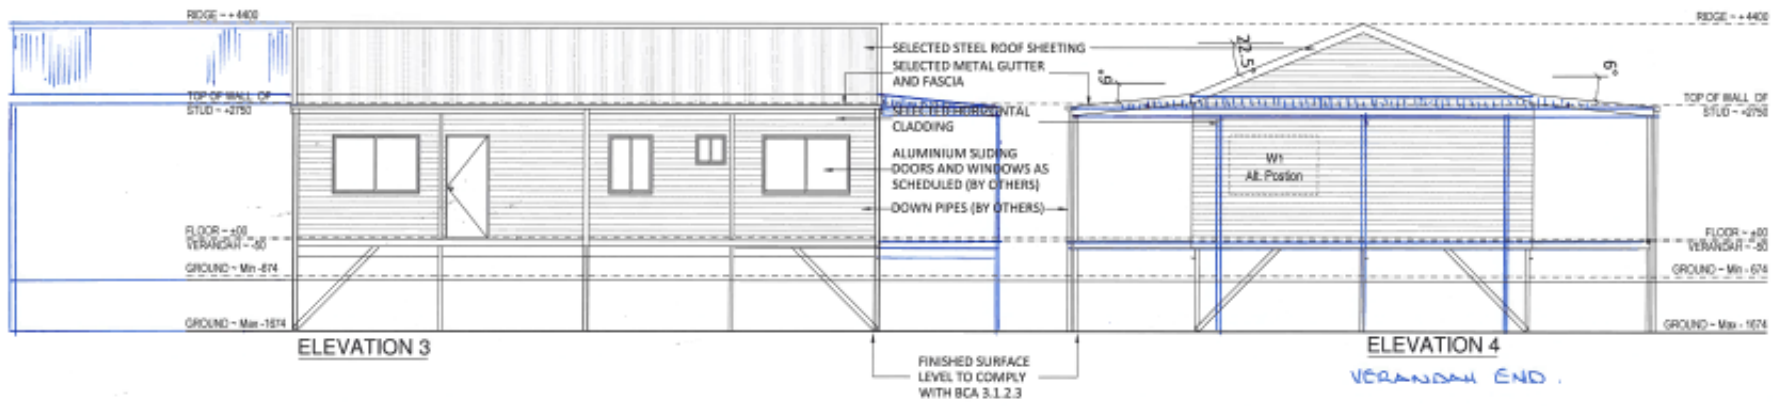 RIDGE ~ +4400
RIDGE ~ +4400
SELECTED STEEL ROOF SHEETING
22.5°
SELECTED METAL GUTTER
AND FASCIA
6°
6°
TOP OF WALL OF
STUD ~ +2750
TOP OF WALL OF
STUD ~ +2750
SELECTED HORIZONTAL
CLADDING
ALUMINIUM SLIDING
DOORS AND WINDOWS AS
SCHEDULED (BY OTHERS)
W1
Alt. Postion
DOWN PIPES (BY OTHERS)
FLOOR ~ ±00
VERANDAH ~ -50
FLOOR ~ ±00
VERANDAH ~ -50
GROUND ~ Min -674
GROUND ~ Min - 674
GROUND ~ Max -1674
GROUND ~ Max - 1674
ELEVATION 3
ELEVATION 4
FINISHED SURFACE
LEVEL TO COMPLY
WITH BCA 3.1.2.3
VERANDAH END.